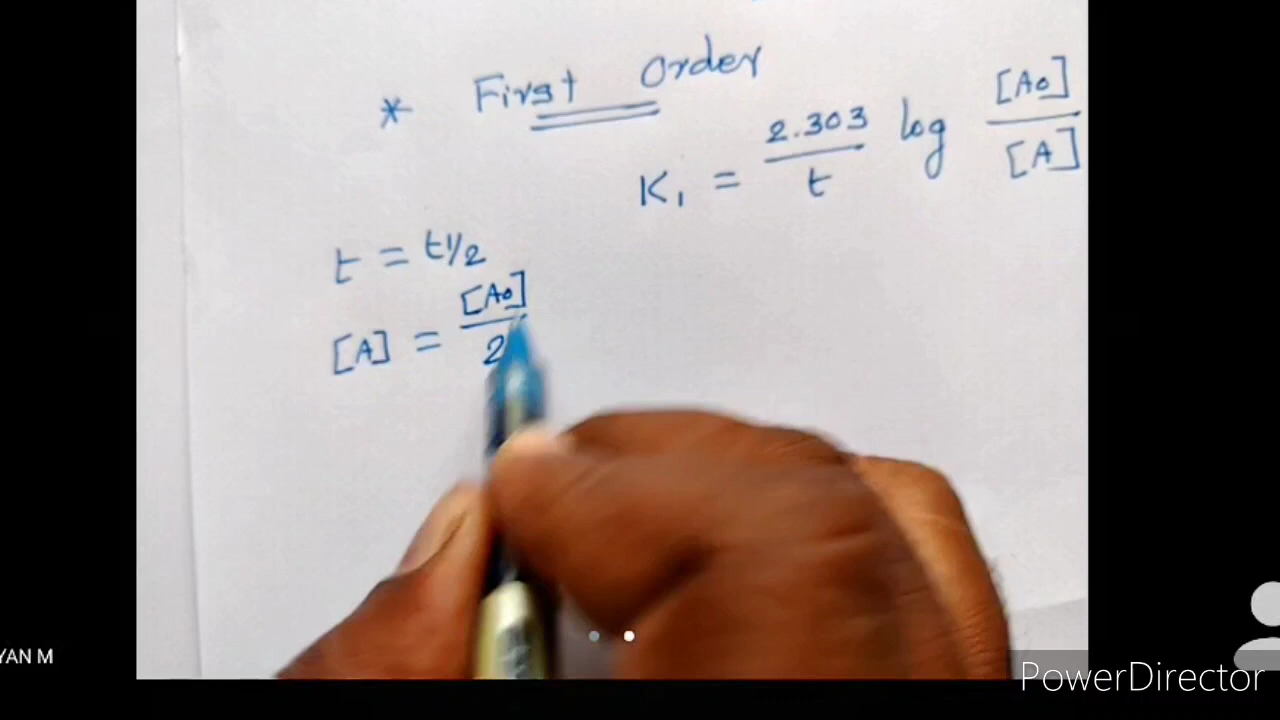 * First Order
K₁ = 2.303/t log [A₀]/[A]
t = t1/2
[A] = [A₀]/2
YAN M
PowerDirector